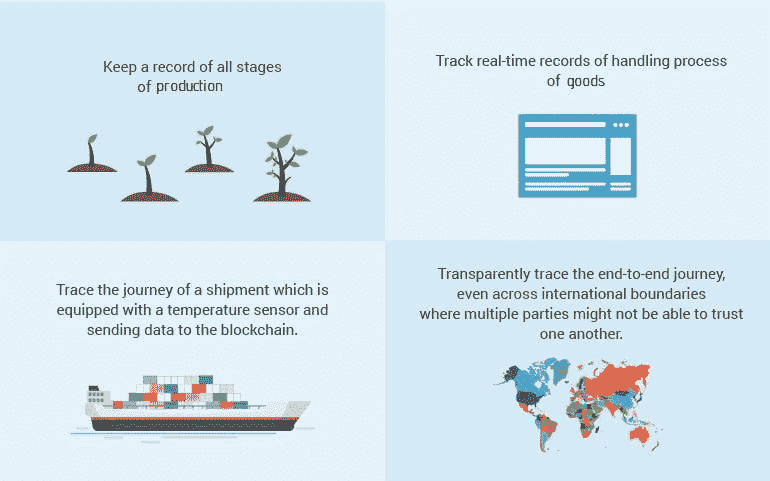 Keep a record of all stages
of production
Track real-time records of handling process
of goods
Trace the journey of a shipment which is
equipped with a temperature sensor and
sending data to the blockchain.
Transparently trace the end-to-end journey,
even across international boundaries
where multiple parties might not be able to trust
one another.